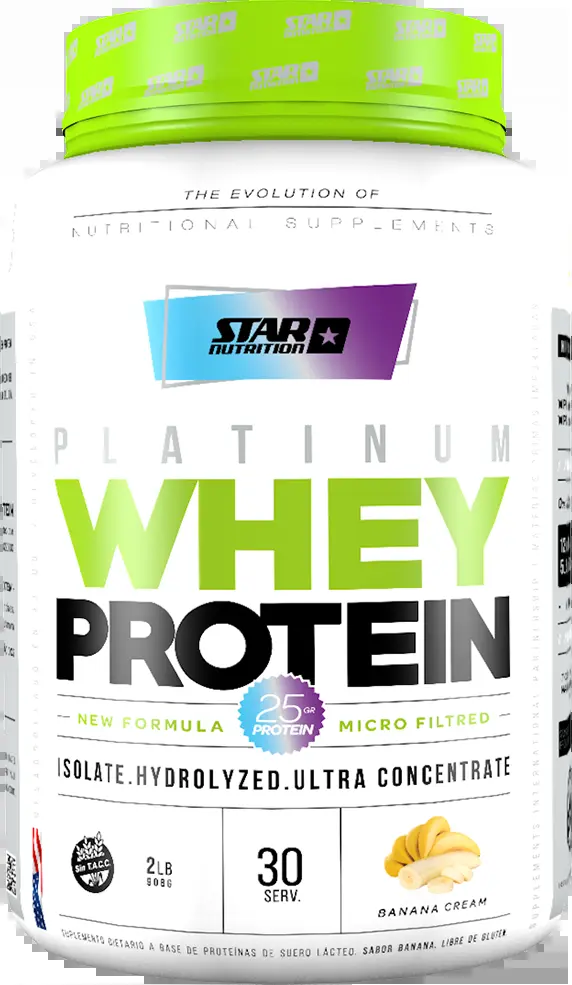 STAR NUTRITION
THE EVOLUTION OF
NUTRITIONAL SUPPLEMENTS
STAR
NUTRITION
PLATINUM
WHEY
PROTEIN
NEW FORMULA
25GR
PROTEIN
MICRO FILTRED
ISOLATE.HYDROLYZED.ULTRA CONCENTRATE
Sin T.A.C.C.
2LB
908G
30
SERV.
BANANA CREAM
SUPLEMENTO DIETARIO A BASE DE PROTEÍNAS DE SUERO LÁCTEO. SABOR BANANA. LIBRE DE GLUTEN.